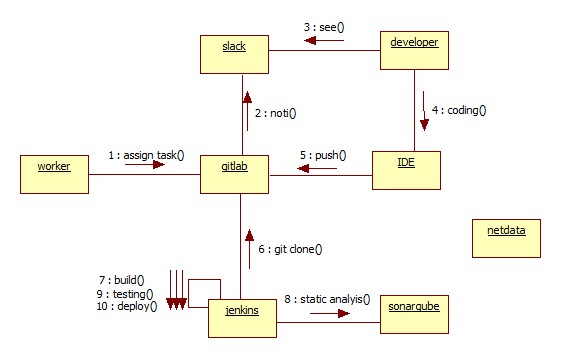 3 : see()
slack
developer
4 : coding()
2 : noti()
1 : assign task()
5 : push()
worker
gitlab
IDE
netdata
6 : git clone()
7 : build()
9 : testing()
10 : deploy()
8 : static analyis()
jenkins
sonarqube